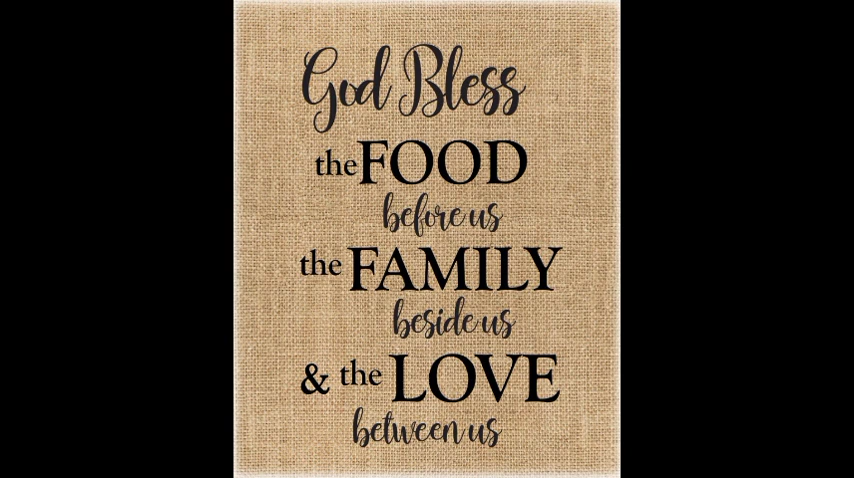 God Bless
the FOOD
before us
the FAMILY
beside us
& the LOVE
between us